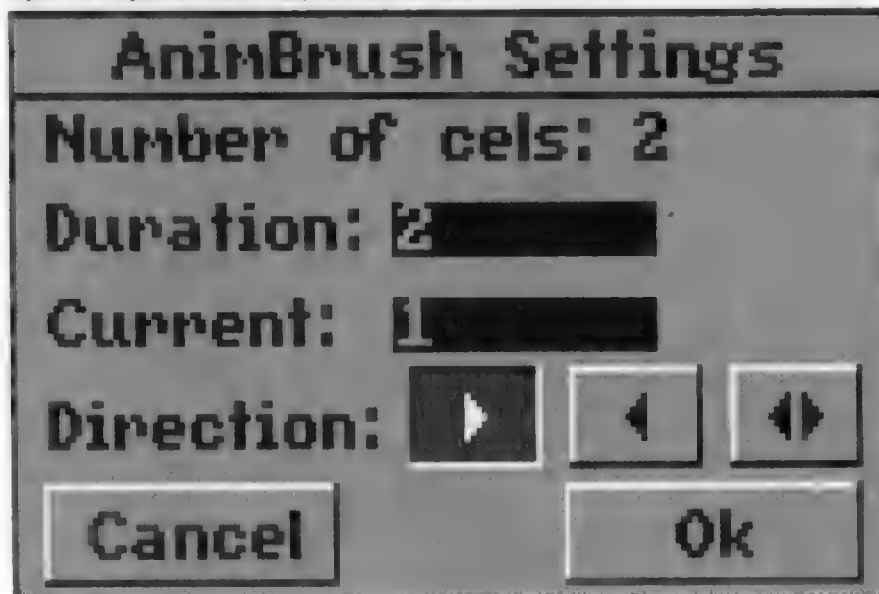 AnimBrush Settings
Number of cels: 2
Duration: 2
Current: 1
Direction:
Cancel Ok